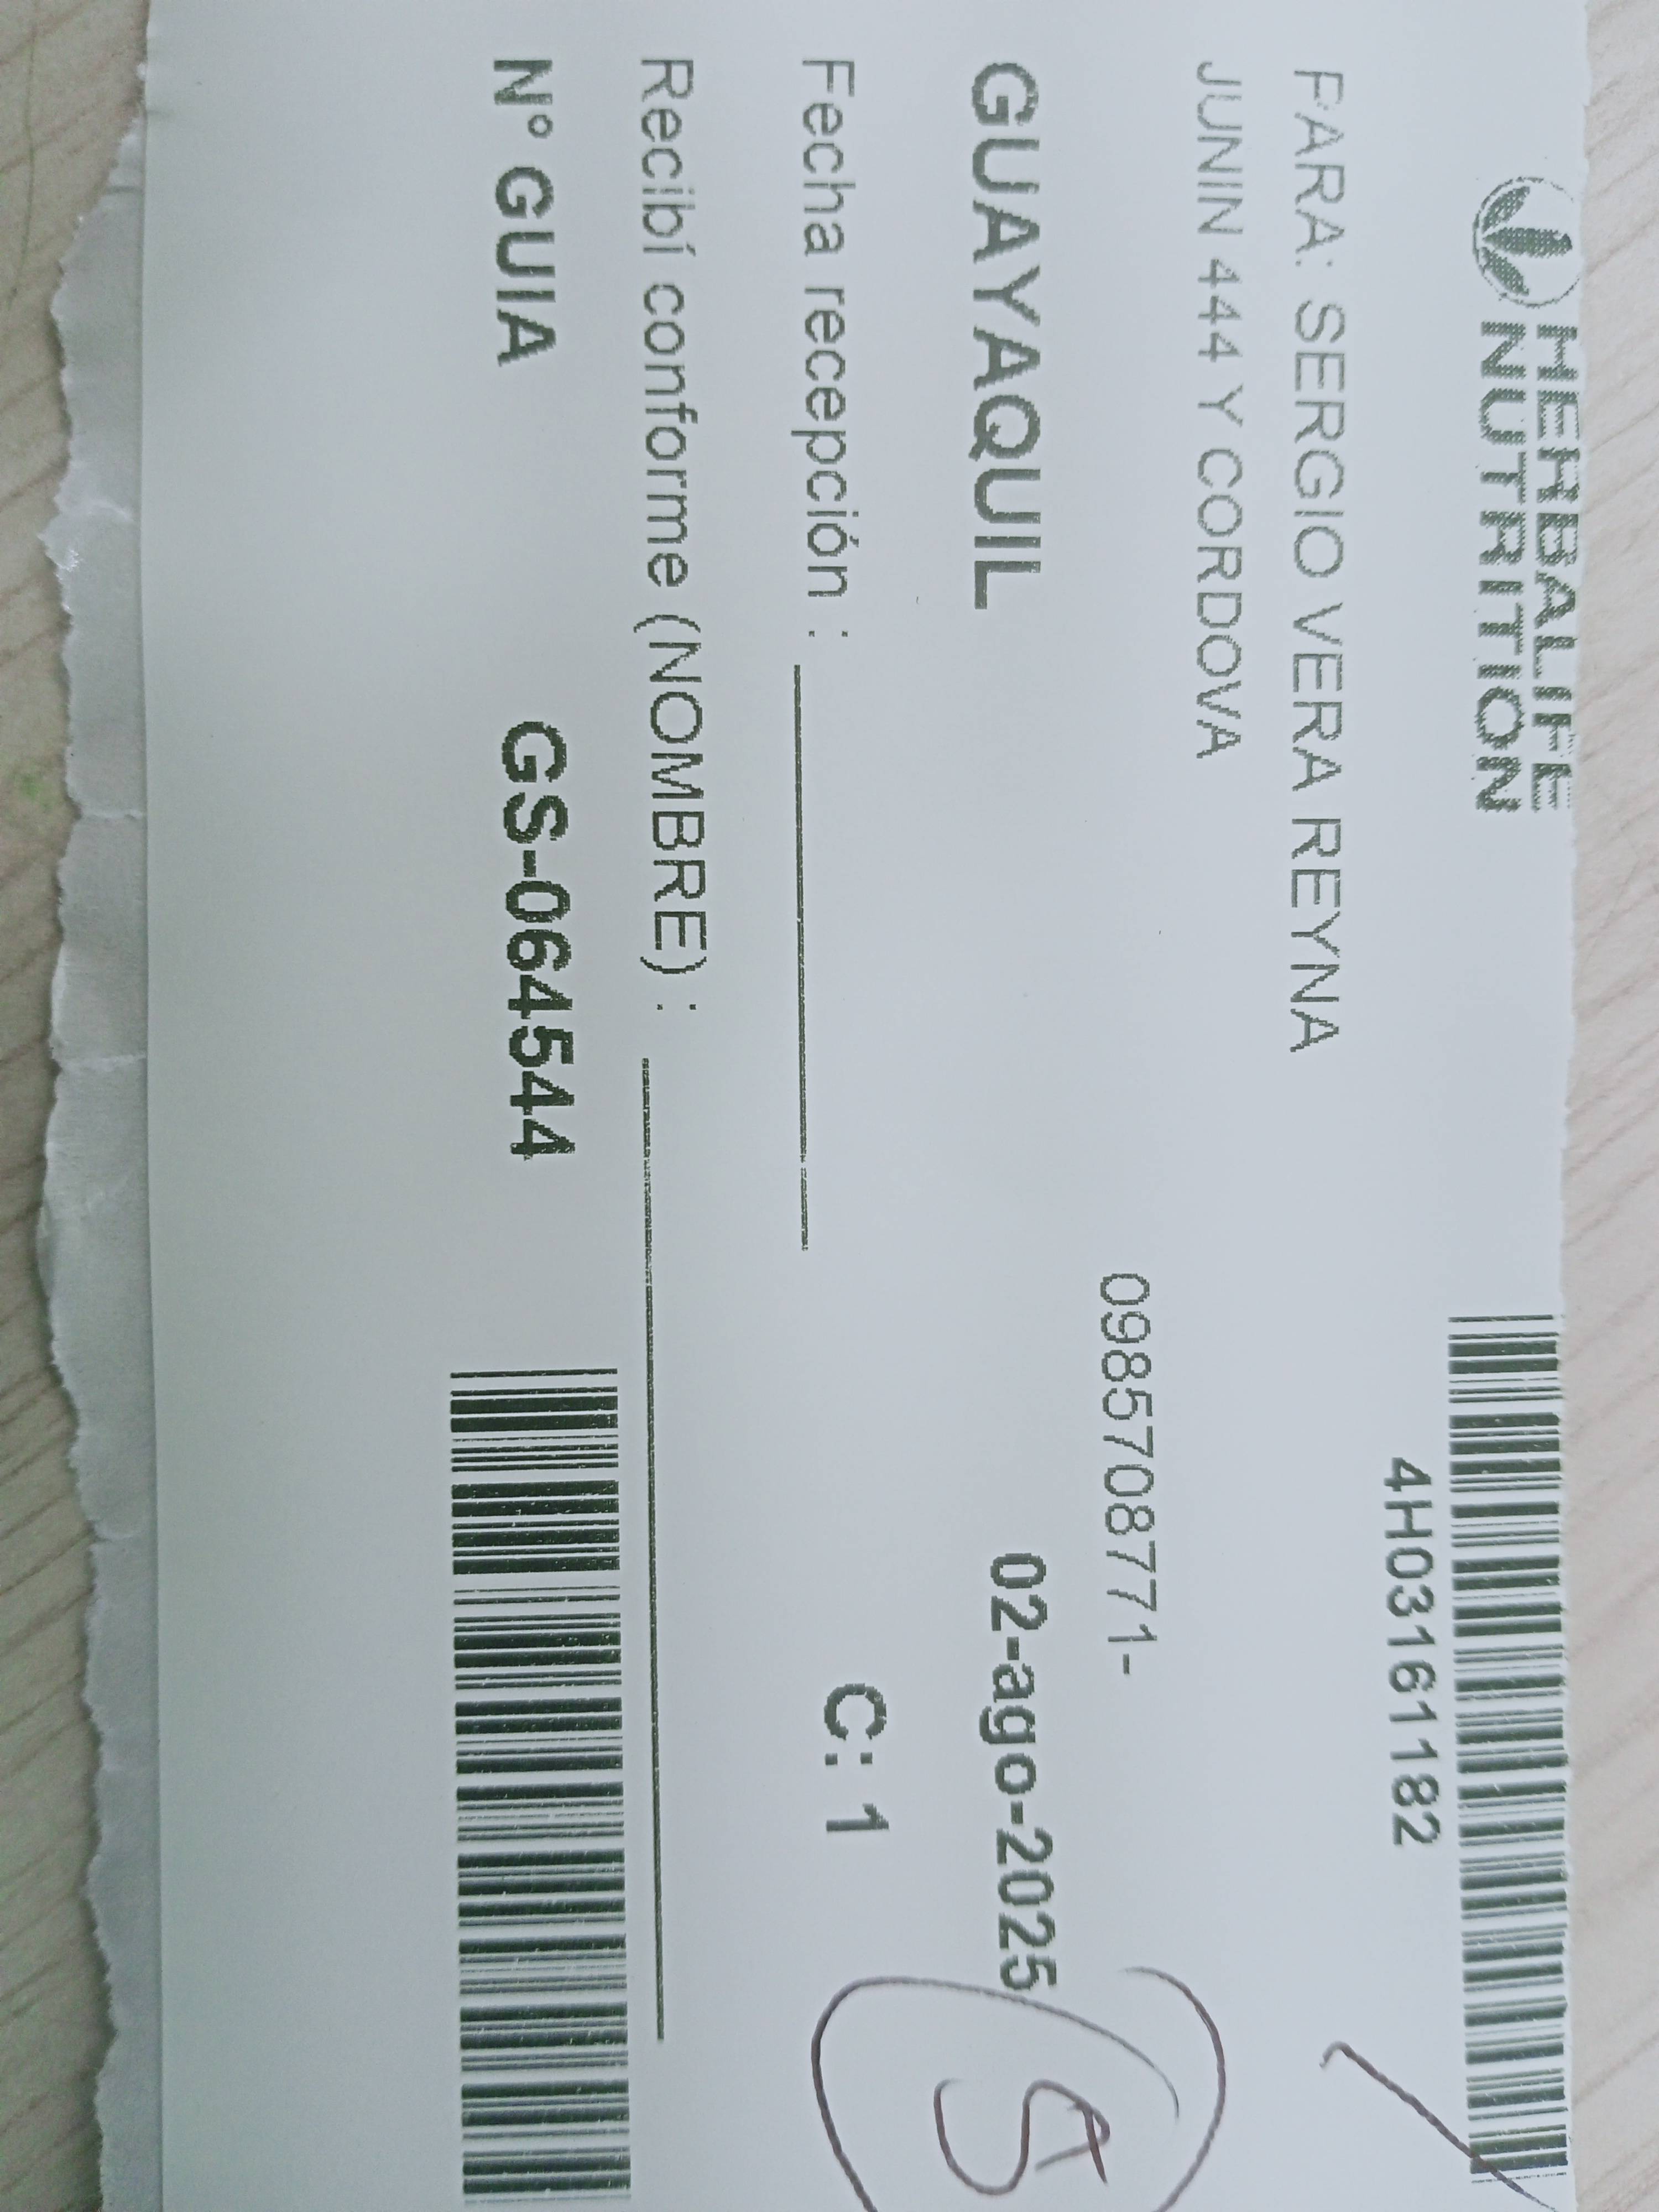 HERBALIFE
NUTRITION
4H03161182
PARA: SERGIO VERA REYNA
JUNIN 444 Y CORDOVA
0985708771-
GUAYAQUIL 02-ago-2025
5
Fecha recepción : C: 1
Recibí conforme (NOMBRE) :
N° GUIA GS-064544